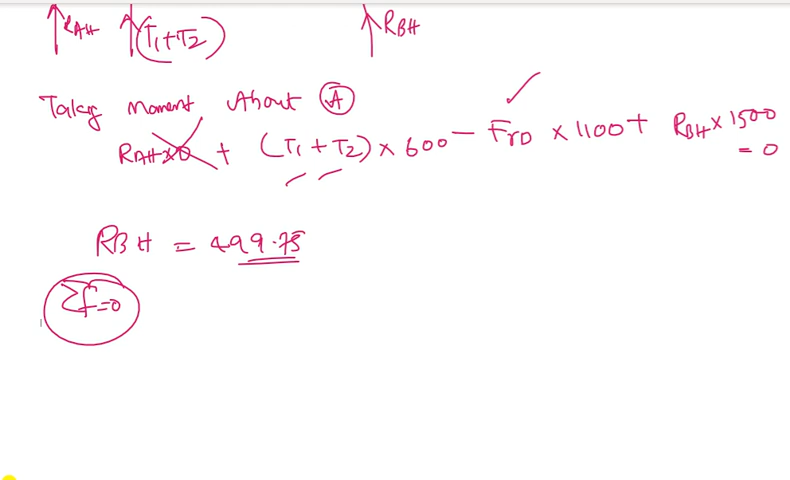 ↑RAH ↑(T1+T2) ↑RBH
Takg Moment About Ⓐ
RAH×0 + (T1 + T2) × 600 − FrD × 1100 + RBH × 1500
= 0
RBH = 499.75
Σf=0